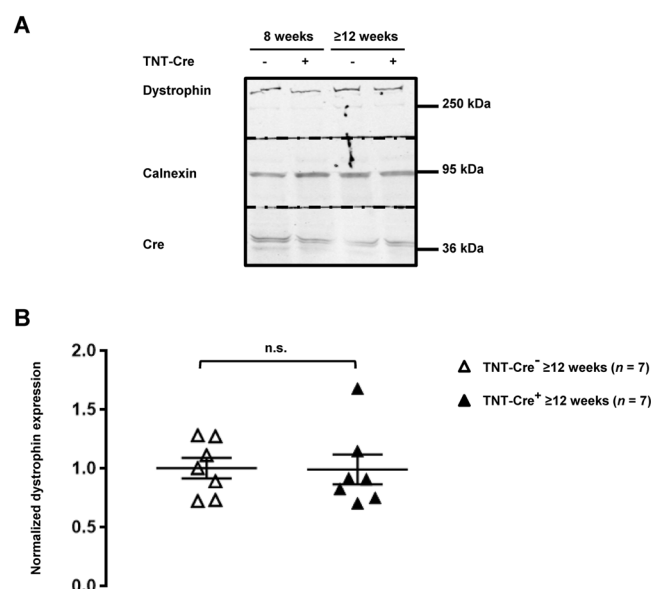 A
8 weeks ≥12 weeks
TNT-Cre - + - +
Dystrophin
250 kDa
Calnexin
95 kDa
Cre
36 kDa
B
Normalized dystrophin expression
2.0
1.5
1.0
0.5
0.0
n.s.
TNT-Cre⁻ ≥12 weeks (n = 7)
TNT-Cre⁺ ≥12 weeks (n = 7)